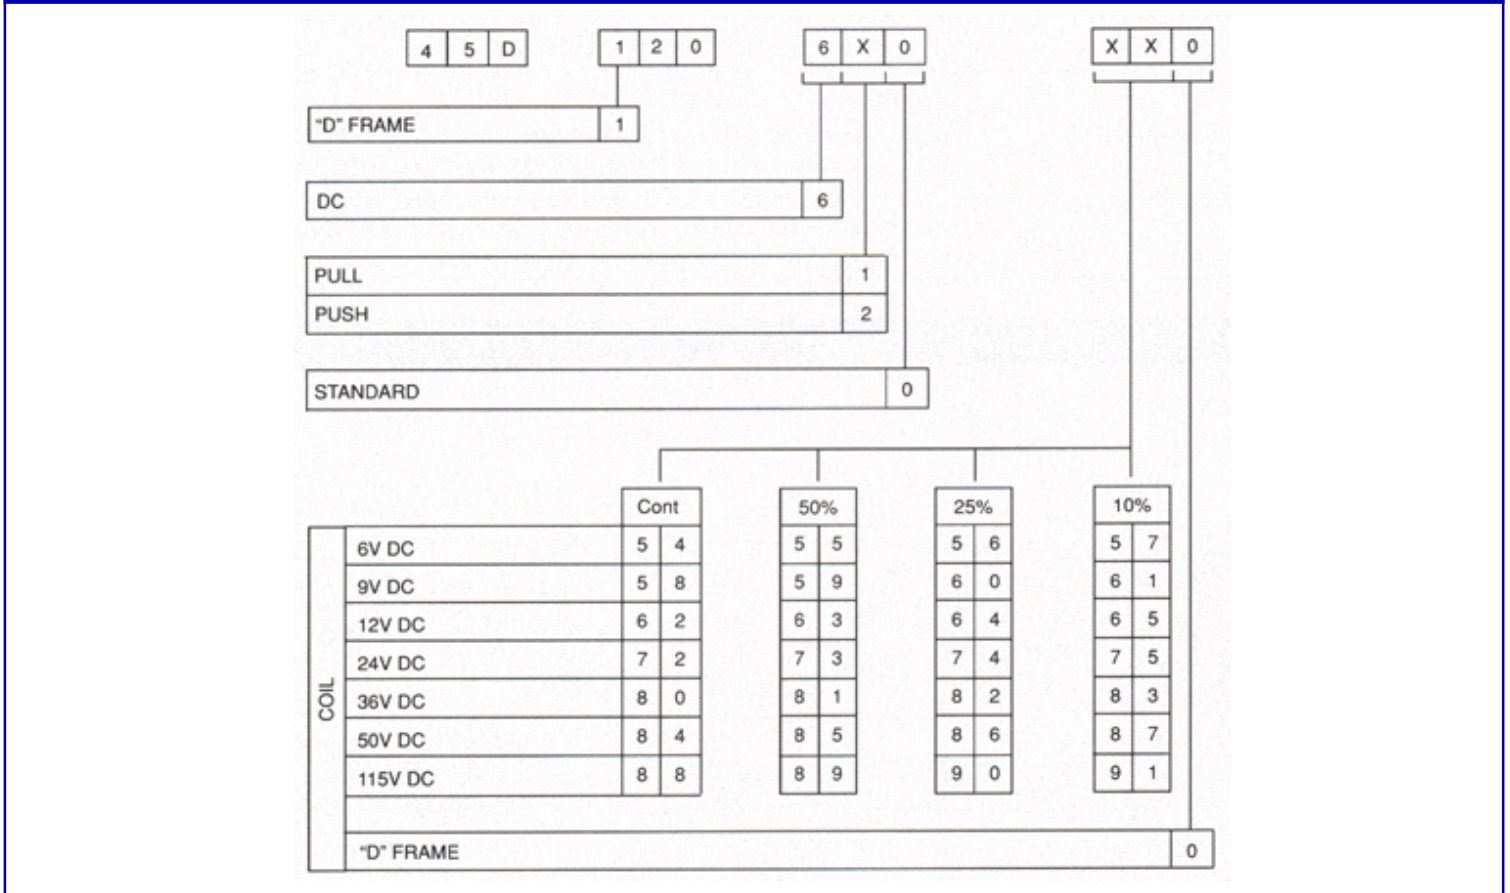 4 5 D 1 2 0 6 X 0 X X 0
"D" FRAME 1
DC 6
PULL 1
PUSH 2
STANDARD 0
Cont 50% 25% 10%
COIL
6V DC 5 4 5 5 5 6 5 7
9V DC 5 8 5 9 6 0 6 1
12V DC 6 2 6 3 6 4 6 5
24V DC 7 2 7 3 7 4 7 5
36V DC 8 0 8 1 8 2 8 3
50V DC 8 4 8 5 8 6 8 7
115V DC 8 8 8 9 9 0 9 1
"D" FRAME 0